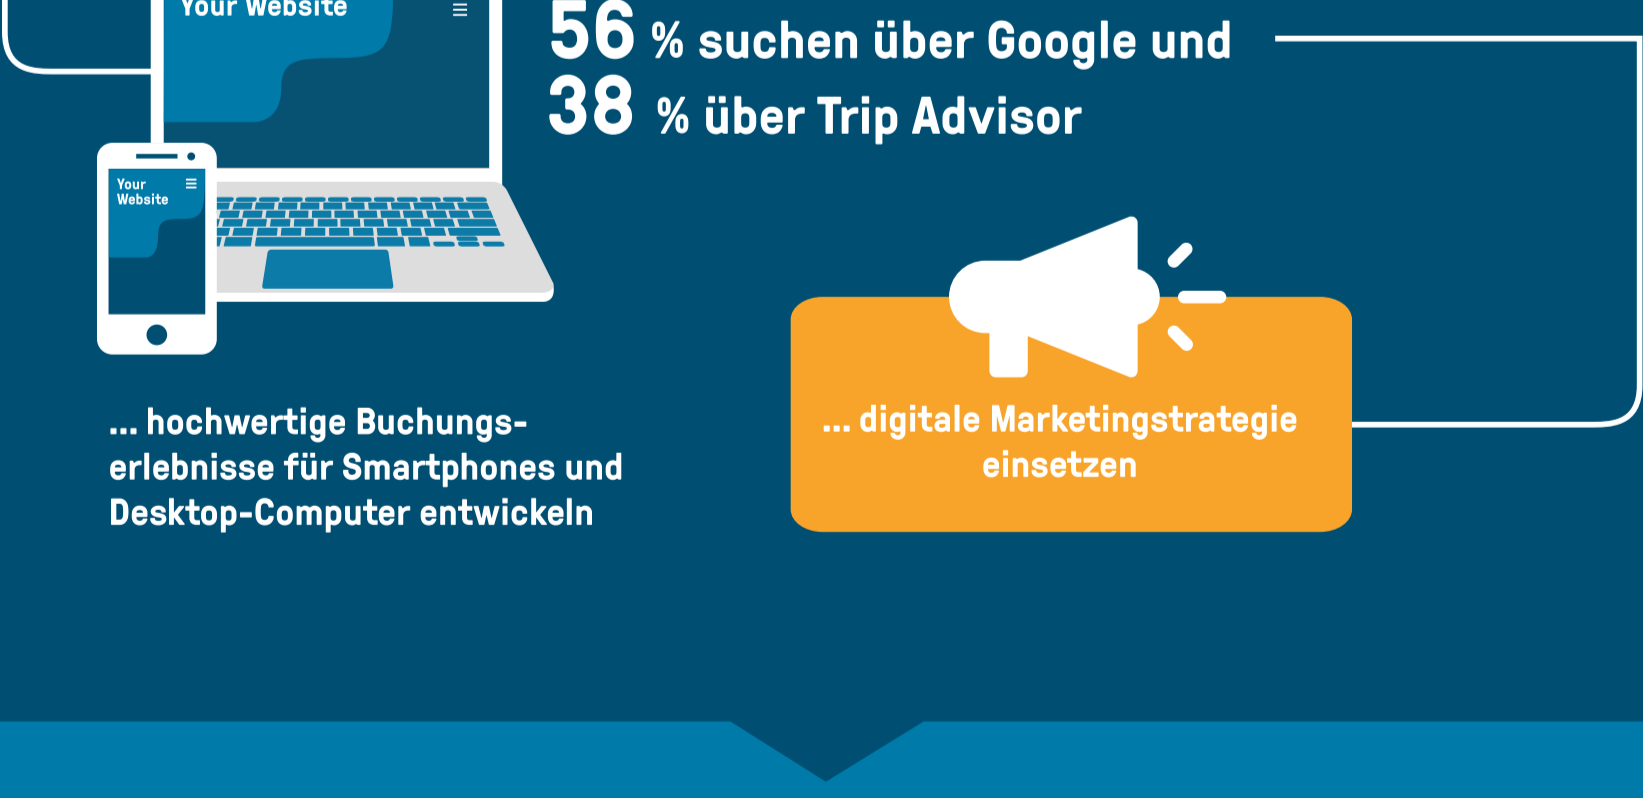 Your Website
56 % suchen über Google und
38 % über Trip Advisor
Your
Website
... hochwertige Buchungs-
erlebnisse für Smartphones und
Desktop-Computer entwickeln
... digitale Marketingstrategie
einsetzen